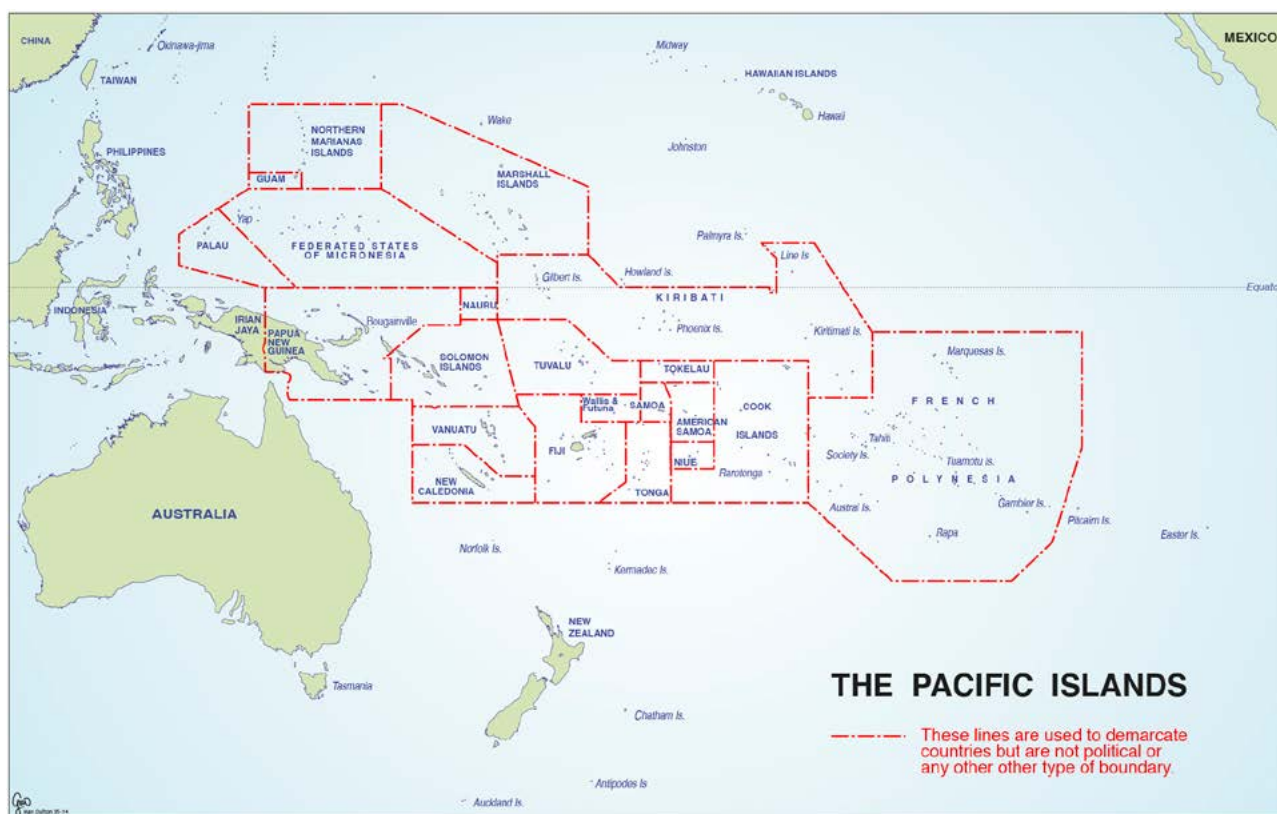 CHINA
Okinawa-jima
Midway
MEXICO
TAIWAN
HAWAIIAN ISLANDS
Hawaii
Wake
NORTHERN
MARIANAS
ISLANDS
Johnston
PHILIPPINES
GUAM
MARSHALL
ISLANDS
Yap
PALAU
FEDERATED STATES
OF MICRONESIA
Palmyra Is.
Line Is
Gilbert Is.
Howland Is.
Equato
KIRIBATI
INDONESIA
NAURU
IRIAN
JAYA
PAPUA
NEW
GUINEA
Bougainville
Phoenix Is.
Kiritimati Is.
SOLOMON
ISLANDS
TUVALU
TOKELAU
Marquesas Is.
Wallis &
Futuna
SAMOA
COOK
ISLANDS
FRENCH
POLYNESIA
AMERICAN
SAMOA
VANUATU
FIJI
Tahiti
Society Is.
Tuamotu is.
NIUE
Rarotonga
NEW
CALEDONIA
TONGA
Austral Is.
Gambier Is.
Pitcairn Is.
Easter Is.
AUSTRALIA
Rapa
Norfolk Is.
Kermadec Is.
NEW
ZEALAND
Tasmania
THE PACIFIC ISLANDS
Chatham Is.
These lines are used to demarcate
countries but are not political or
any other other type of boundary.
Antipodes Is
Auckland Is.